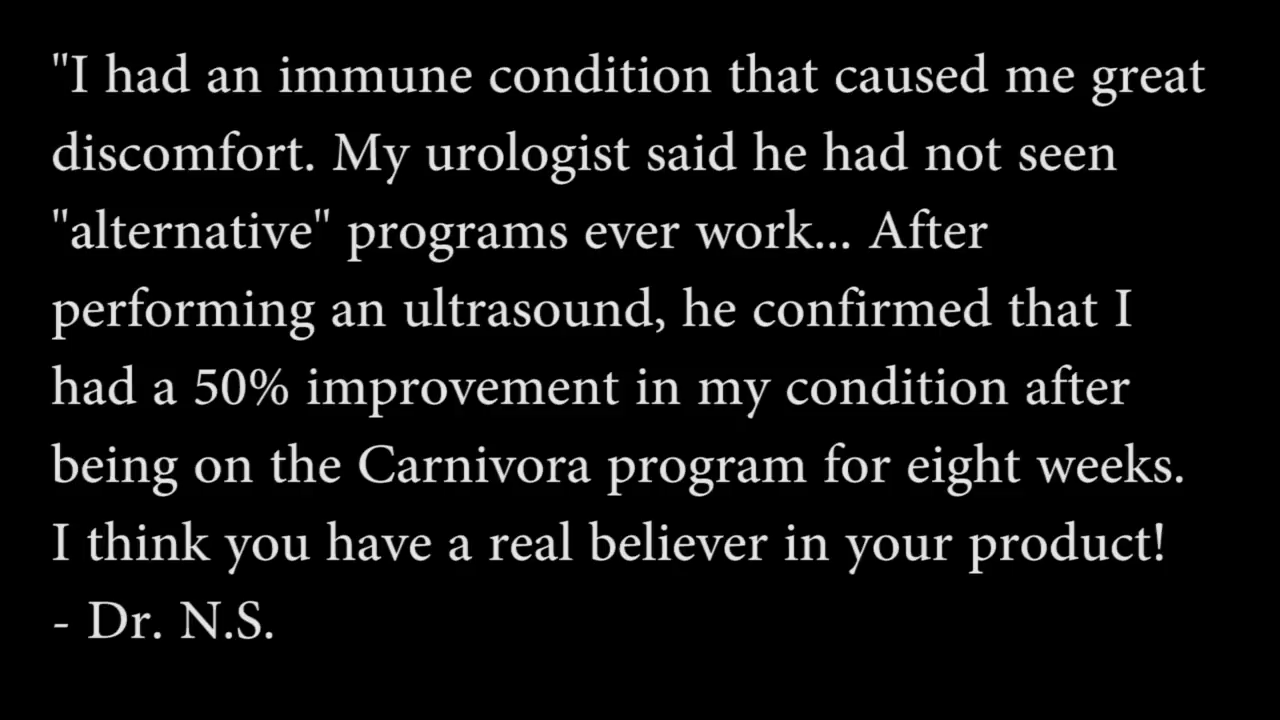 "I had an immune condition that caused me great
discomfort. My urologist said he had not seen
"alternative" programs ever work... After
performing an ultrasound, he confirmed that I
had a 50% improvement in my condition after
being on the Carnivora program for eight weeks.
I think you have a real believer in your product!
- Dr. N.S.